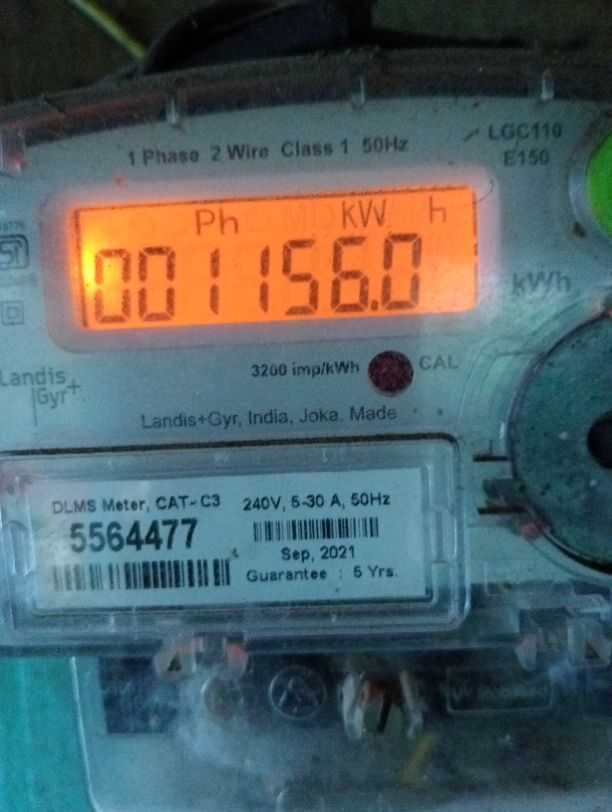 LGC110
1 Phase 2 Wire Class 1 50Hz
E150
Ph KW h
001156.0
kWh
3200 imp/kWh
CAL
Landis
Gyr+
Landis+Gyr, India, Joka, Made
DLMS Meter, CAT-C3 240V, 5-30 A, 50Hz
5564477
Sep, 2021
Guarantee : 5 Yrs.